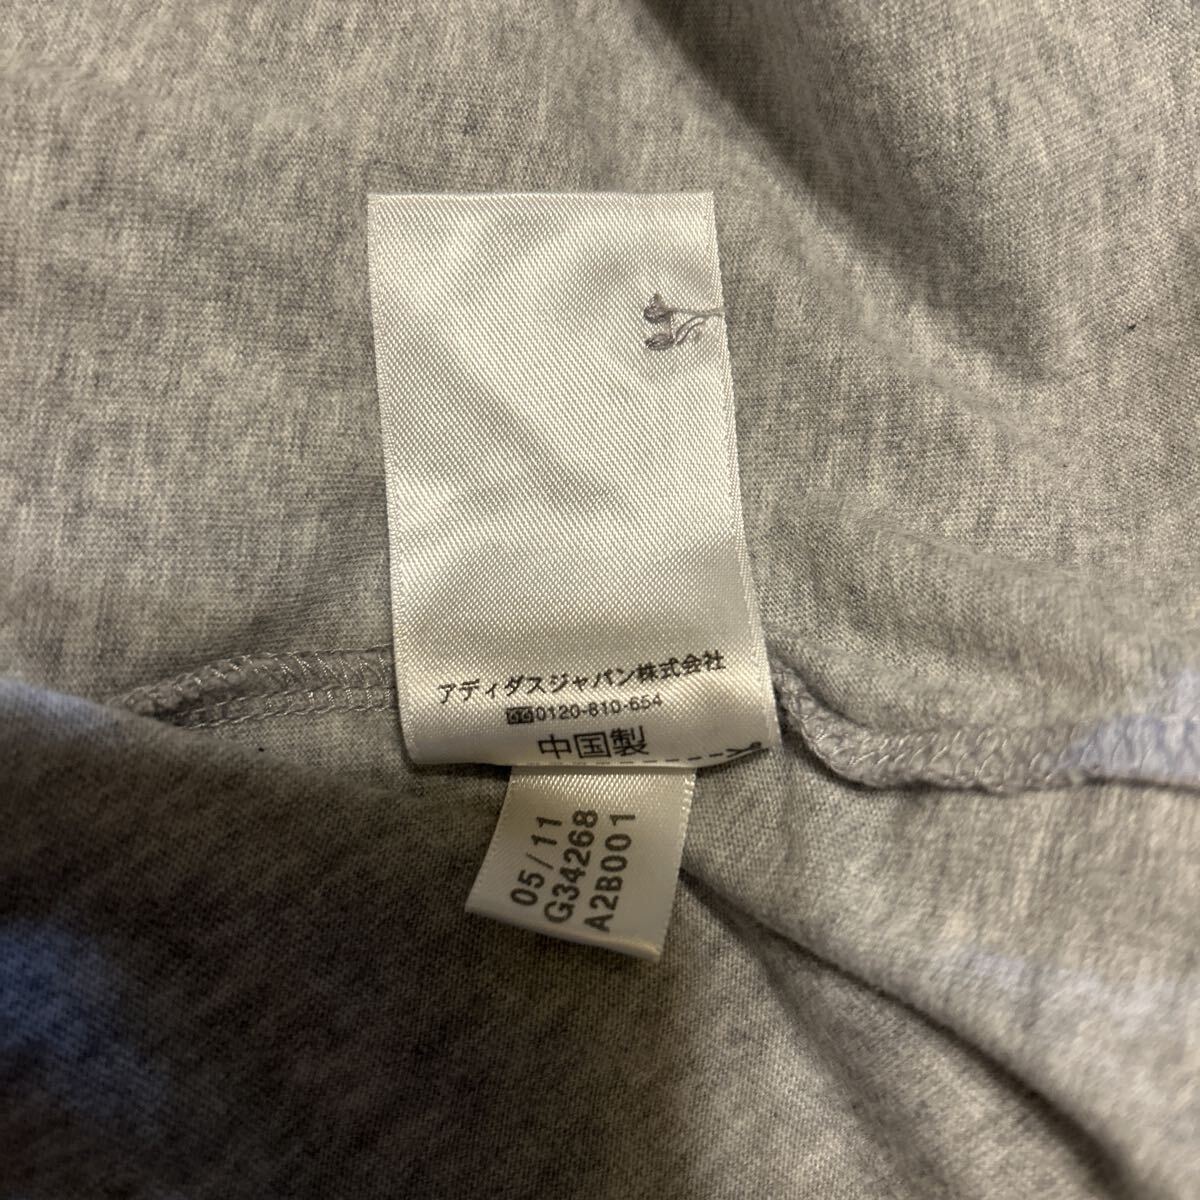 アディダスジャパン株式会社
0120-810-654
中国製
05/11
G34268
A2B001